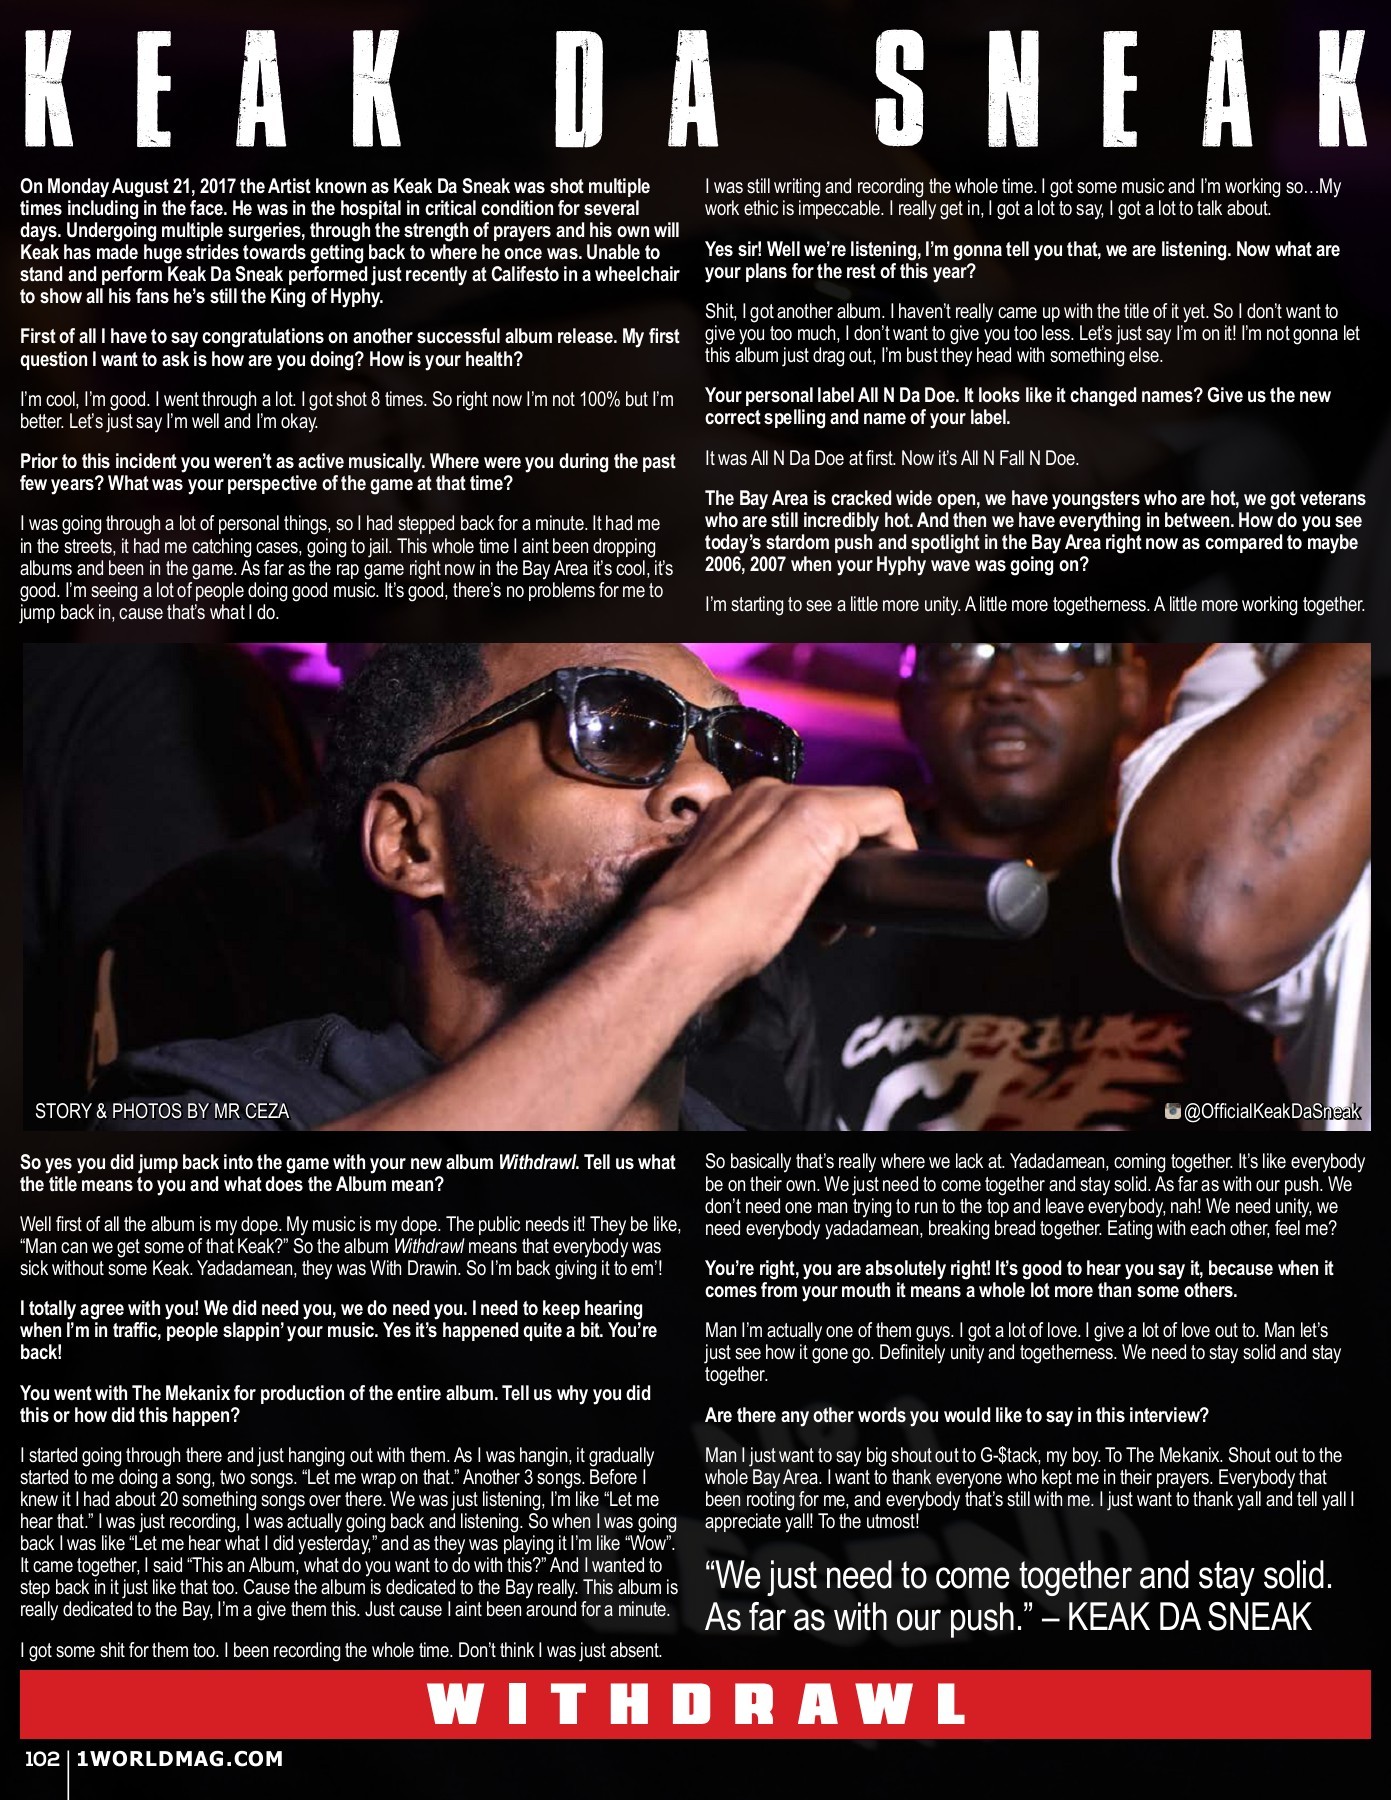 KEAK DA SNEAK
On Monday August 21, 2017 the Artist known as Keak Da Sneak was shot multiple
times including in the face. He was in the hospital in critical condition for several
days. Undergoing multiple surgeries, through the strength of prayers and his own will
Keak has made huge strides towards getting back to where he once was. Unable to
stand and perform Keak Da Sneak performed just recently at Califesto in a wheelchair
to show all his fans he's still the King of Hyphy.
First of all I have to say congratulations on another successful album release. My first
question I want to ask is how are you doing? How is your health?
I'm cool, I'm good. I went through a lot. I got shot 8 times. So right now I'm not 100% but I'm
better. Let's just say I'm well and I'm okay.
Prior to this incident you weren't as active musically. Where were you during the past
few years? What was your perspective of the game at that time?
I was going through a lot of personal things, so I had stepped back for a minute. It had me
in the streets, it had me catching cases, going to jail. This whole time I aint been dropping
albums and been in the game. As far as the rap game right now in the Bay Area it's cool, it's
good. I'm seeing a lot of people doing good music. It's good, there's no problems for me to
jump back in, cause that's what I do.
I was still writing and recording the whole time. I got some music and I'm working so…My
work ethic is impeccable. I really get in, I got a lot to say, I got a lot to talk about.
Yes sir! Well we're listening, I'm gonna tell you that, we are listening. Now what are
your plans for the rest of this year?
Shit, I got another album. I haven't really came up with the title of it yet. So I don't want to
give you too much, I don't want to give you too less. Let's just say I'm on it! I'm not gonna let
this album just drag out, I'm bust they head with something else.
Your personal label All N Da Doe. It looks like it changed names? Give us the new
correct spelling and name of your label.
It was All N Da Doe at first. Now it's All N Fall N Doe.
The Bay Area is cracked wide open, we have youngsters who are hot, we got veterans
who are still incredibly hot. And then we have everything in between. How do you see
today's stardom push and spotlight in the Bay Area right now as compared to maybe
2006, 2007 when your Hyphy wave was going on?
I'm starting to see a little more unity. A little more togetherness. A little more working together.
CARTER BLACK
STORY & PHOTOS BY MR CEZA
@OfficialKeakDaSneak
So yes you did jump back into the game with your new album Withdrawl. Tell us what
the title means to you and what does the Album mean?
Well first of all the album is my dope. My music is my dope. The public needs it! They be like,
“Man can we get some of that Keak?” So the album Withdrawl means that everybody was
sick without some Keak. Yadadamean, they was With Drawin. So I'm back giving it to em'!
I totally agree with you! We did need you, we do need you. I need to keep hearing
when I'm in traffic, people slappin' your music. Yes it's happened quite a bit. You're
back!
You went with The Mekanix for production of the entire album. Tell us why you did
this or how did this happen?
I started going through there and just hanging out with them. As I was hangin, it gradually
started to me doing a song, two songs. “Let me wrap on that.” Another 3 songs. Before I
knew it I had about 20 something songs over there. We was just listening, I'm like “Let me
hear that.” I was just recording, I was actually going back and listening. So when I was going
back I was like “Let me hear what I did yesterday,” and as they was playing it I'm like “Wow”.
It came together, I said “This an Album, what do you want to do with this?” And I wanted to
step back in it just like that too. Cause the album is dedicated to the Bay really. This album is
really dedicated to the Bay, I'm a give them this. Just cause I aint been around for a minute.
I got some shit for them too. I been recording the whole time. Don't think I was just absent.
So basically that's really where we lack at. Yadadamean, coming together. It's like everybody
be on their own. We just need to come together and stay solid. As far as with our push. We
don't need one man trying to run to the top and leave everybody, nah! We need unity, we
need everybody yadadamean, breaking bread together. Eating with each other, feel me?
You're right, you are absolutely right! It's good to hear you say it, because when it
comes from your mouth it means a whole lot more than some others.
Man I'm actually one of them guys. I got a lot of love. I give a lot of love out to. Man let's
just see how it gone go. Definitely unity and togetherness. We need to stay solid and stay
together.
Are there any other words you would like to say in this interview?
Man I just want to say big shout out to G-$tack, my boy. To The Mekanix. Shout out to the
whole Bay Area. I want to thank everyone who kept me in their prayers. Everybody that
been rooting for me, and everybody that's still with me. I just want to thank yall and tell yall I
appreciate yall! To the utmost!
“We just need to come together and stay solid.
As far as with our push.” – KEAK DA SNEAK
WITHDRAWL
102 | 1WORLDMAG.COM